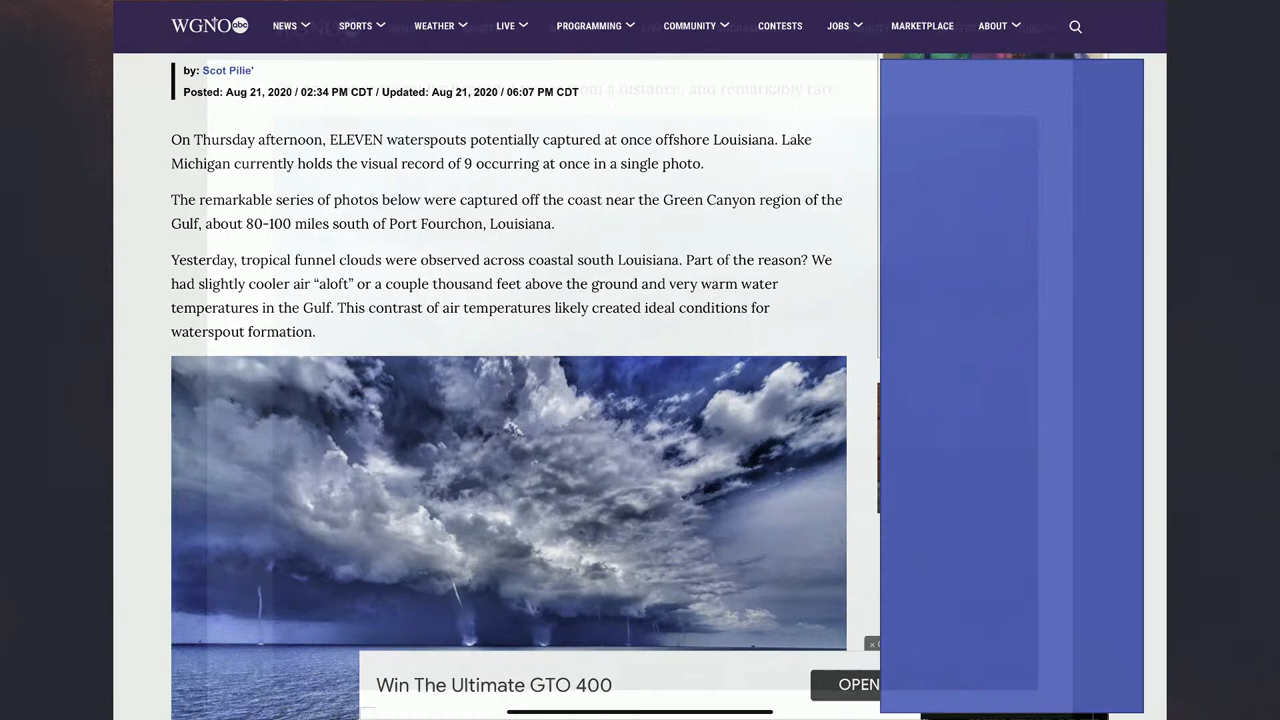 WGNO abc NEWS SPORTS WEATHER LIVE PROGRAMMING COMMUNITY CONTESTS JOBS MARKETPLACE ABOUT
by: Scot Pilie'
Posted: Aug 21, 2020 / 02:34 PM CDT / Updated: Aug 21, 2020 / 06:07 PM CDT
On Thursday afternoon, ELEVEN waterspouts potentially captured at once offshore Louisiana. Lake
Michigan currently holds the visual record of 9 occurring at once in a single photo.
The remarkable series of photos below were captured off the coast near the Green Canyon region of the
Gulf, about 80-100 miles south of Port Fourchon, Louisiana.
Yesterday, tropical funnel clouds were observed across coastal south Louisiana. Part of the reason? We
had slightly cooler air “aloft” or a couple thousand feet above the ground and very warm water
temperatures in the Gulf. This contrast of air temperatures likely created ideal conditions for
waterspout formation.
Win The Ultimate GTO 400
OPEN